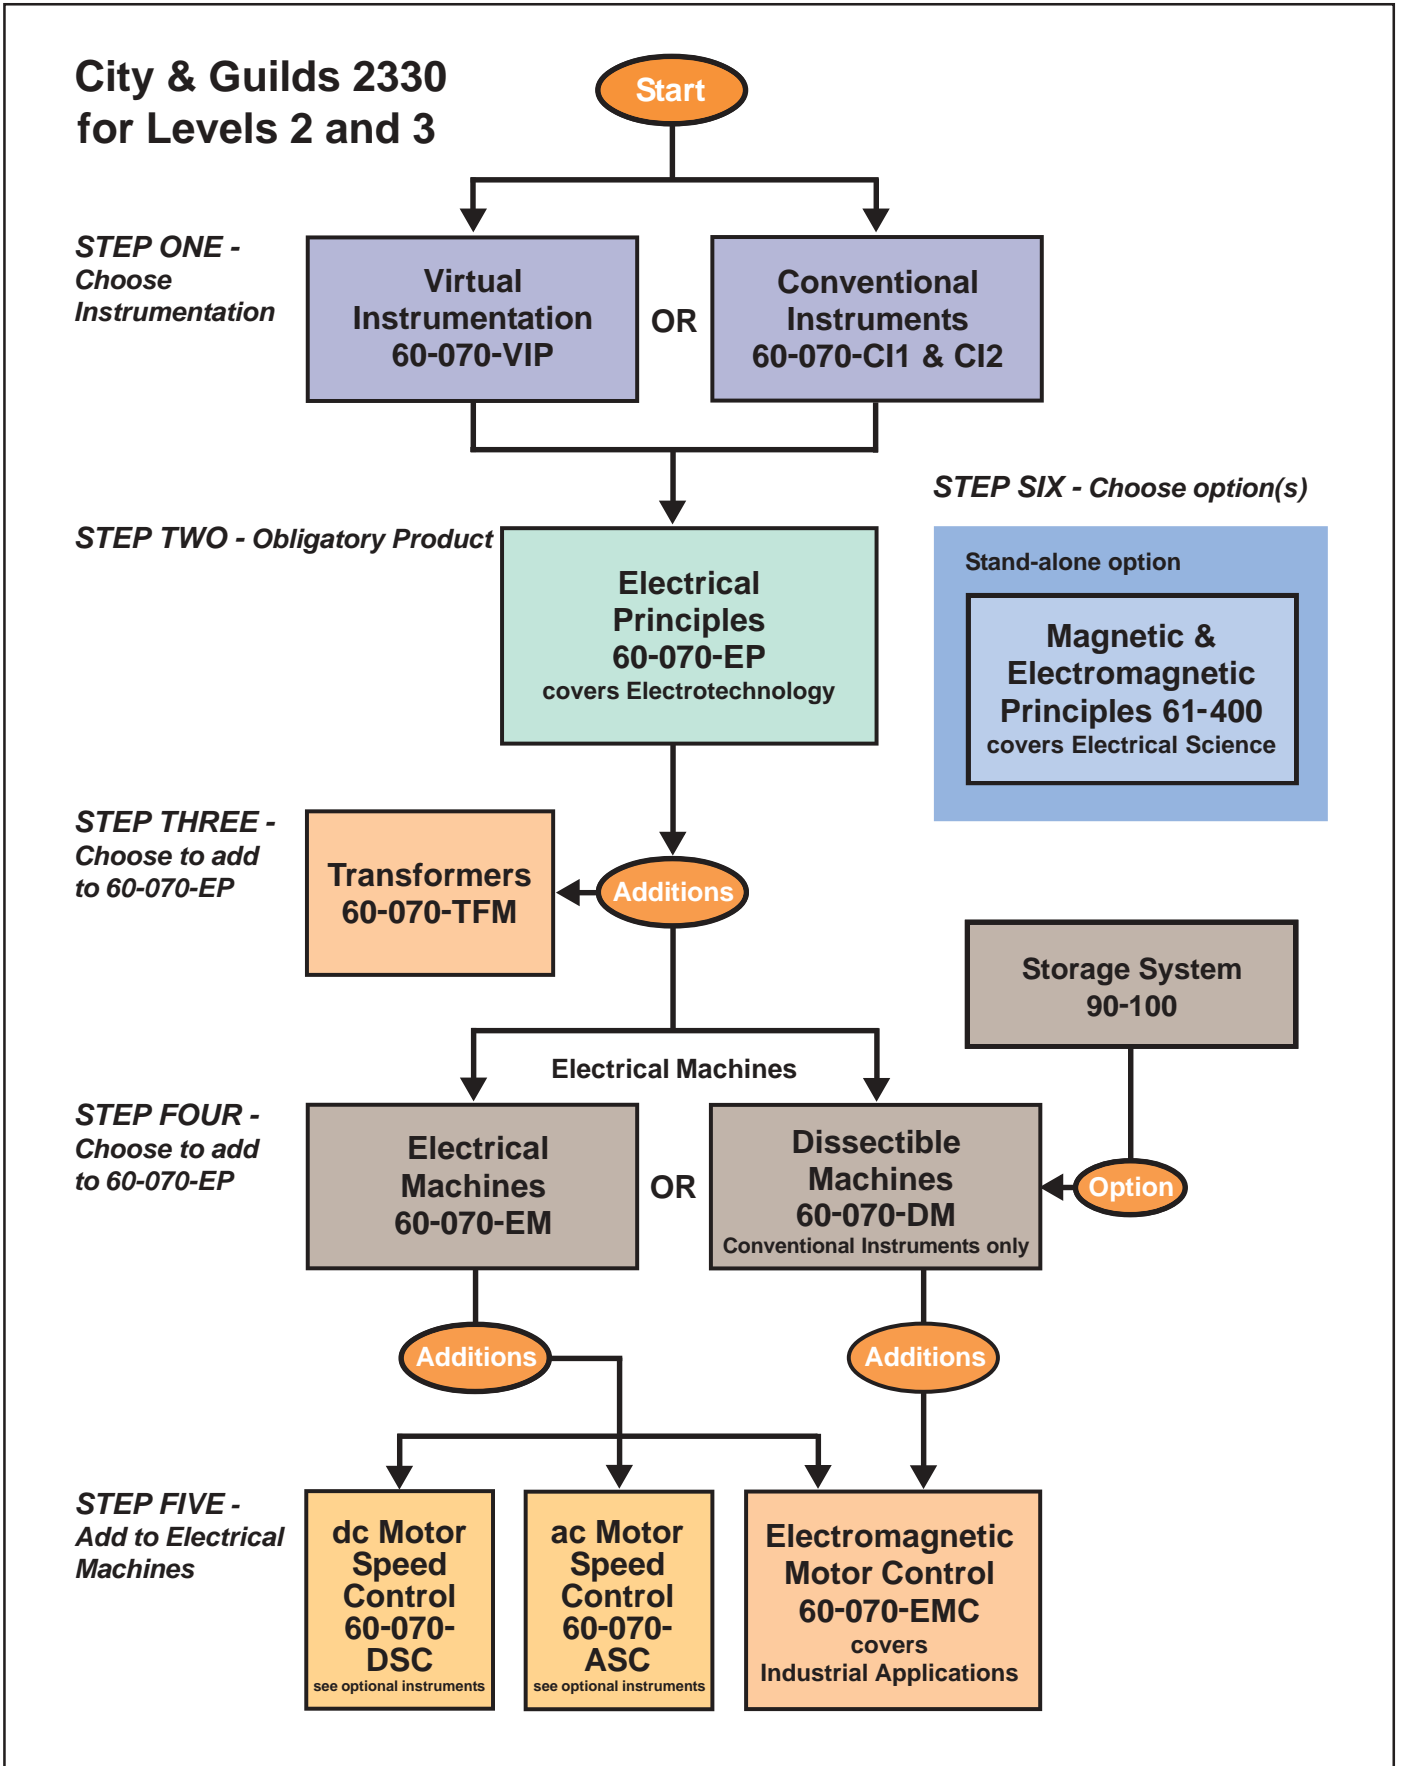 City & Guilds 2330
for Levels 2 and 3
Start
STEP ONE -
Choose
Instrumentation
Virtual
Instrumentation
60-070-VIP
OR
Conventional
Instruments
60-070-CI1 & CI2
STEP TWO - Obligatory Product
Electrical
Principles
60-070-EP
covers Electrotechnology
STEP SIX - Choose option(s)
Stand-alone option
Magnetic &
Electromagnetic
Principles 61-400
covers Electrical Science
STEP THREE -
Choose to add
to 60-070-EP
Transformers
60-070-TFM
Additions
Storage System
90-100
Electrical Machines
STEP FOUR -
Choose to add
to 60-070-EP
Electrical
Machines
60-070-EM
OR
Dissectible
Machines
60-070-DM
Conventional Instruments only
Option
Additions
Additions
STEP FIVE -
Add to Electrical
Machines
dc Motor
Speed
Control
60-070-
DSC
see optional instruments
ac Motor
Speed
Control
60-070-
ASC
see optional instruments
Electromagnetic
Motor Control
60-070-EMC
covers
Industrial Applications